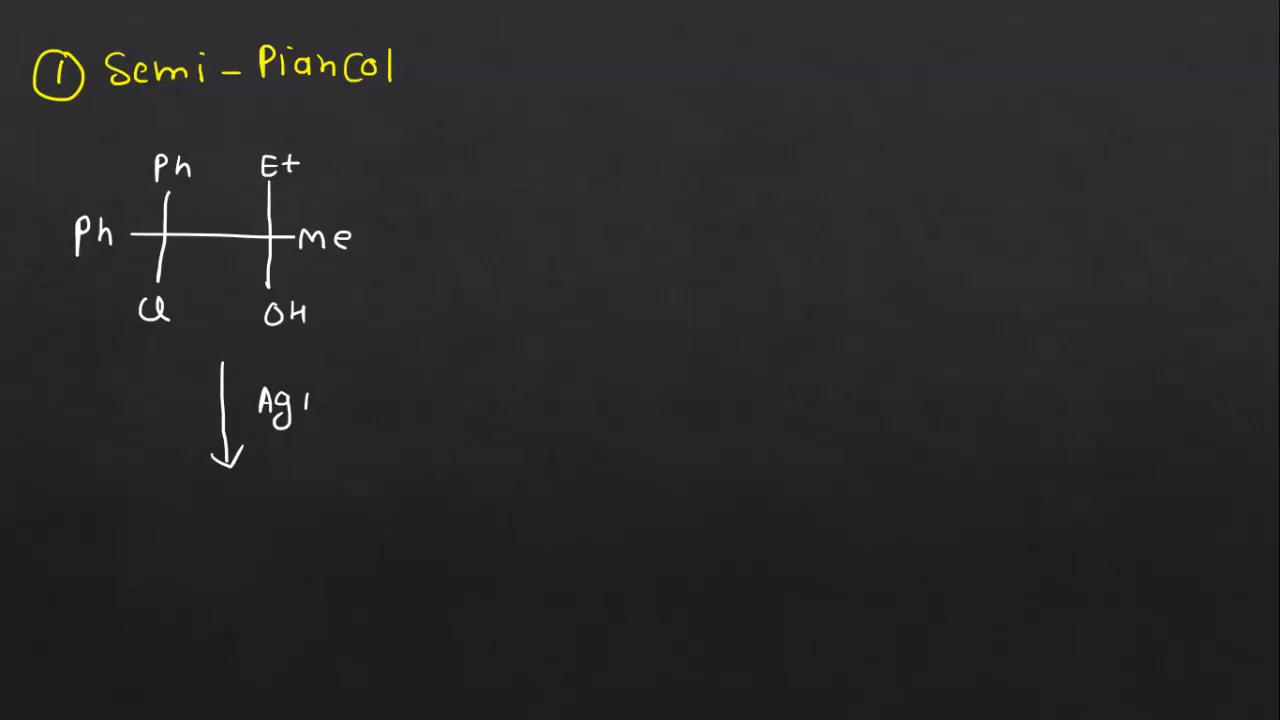 ① Semi - Piancol
Ph Et
Ph Me
Cl OH
Ag